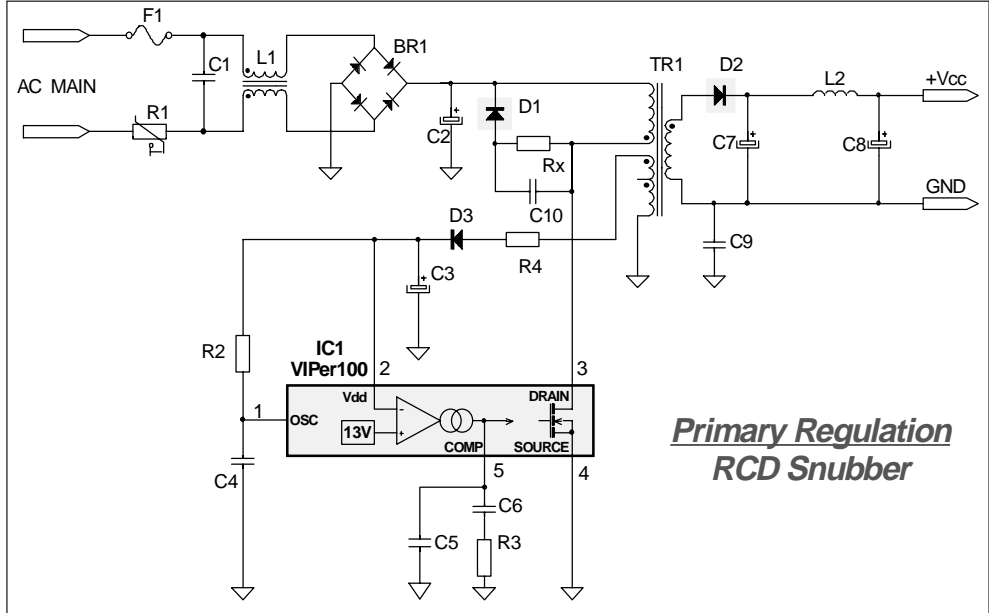 F1
BR1
TR1
D2
L2
+Vcc
C1
L1
AC MAIN
R1
T°
C2
D1
Rx
C10
C7
+
C8
+
+
GND
D3
R4
C9
C3
+
R2
IC1
VIPer100
2
3
Vdd
DRAIN
1
OSC
-
+
13V
COMP
SOURCE
5
4
Primary Regulation
RCD Snubber
C4
C6
C5
R3